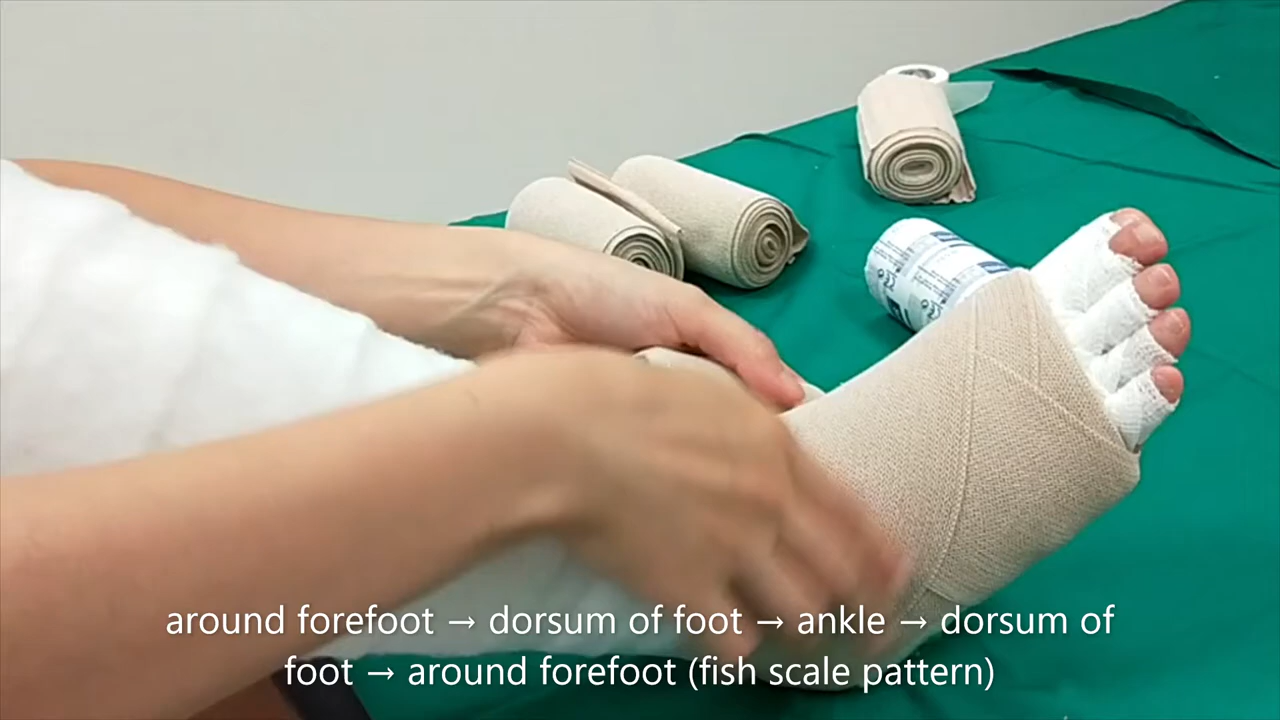 around forefoot → dorsum of foot → ankle → dorsum of
foot → around forefoot (fish scale pattern)